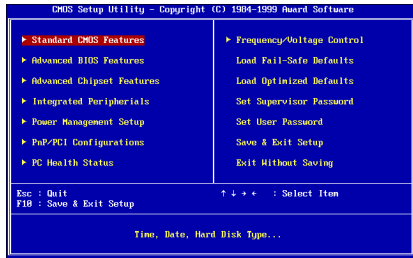 CMOS Setup Utility - Copyright (C) 1984-1999 Award Software
▶ Standard CMOS Features
▶ Advanced BIOS Features
▶ Advanced Chipset Features
▶ Integrated Peripherials
▶ Power Management Setup
▶ PnP/PCI Configurations
▶ PC Health Status
▶ Frequency/Voltage Control
Load Fail-Safe Defaults
Load Optimized Defaults
Set Supervisor Password
Set User Password
Save & Exit Setup
Exit Without Saving
Esc : Quit
F10 : Save & Exit Setup
↑ ↓ → ← : Select Item
Time, Date, Hard Disk Type...